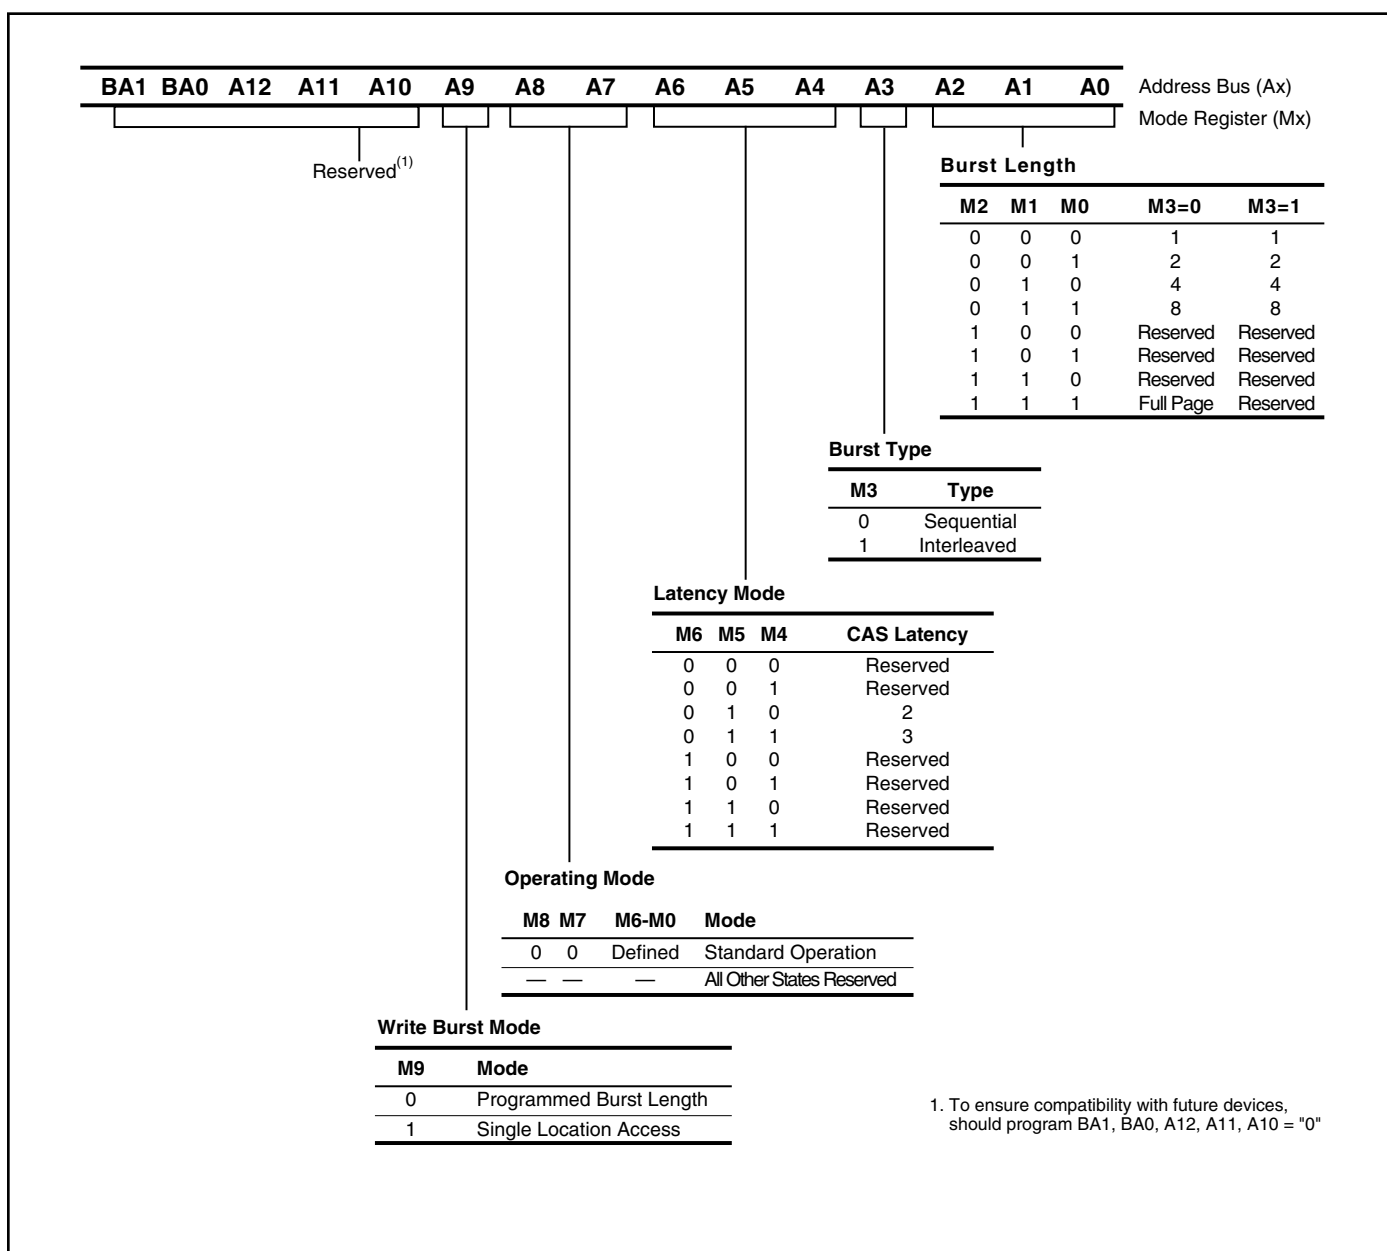 BA1 BA0 A12 A11 A10 A9 A8 A7 A6 A5 A4 A3 A2 A1 A0 Address Bus (Ax)
Mode Register (Mx)
Reserved(1)
Burst Length
M2 M1 M0 M3=0 M3=1
0 0 0 1 1
0 0 1 2 2
0 1 0 4 4
0 1 1 8 8
1 0 0 Reserved Reserved
1 0 1 Reserved Reserved
1 1 0 Reserved Reserved
1 1 1 Full Page Reserved
Burst Type
M3 Type
0 Sequential
1 Interleaved
Latency Mode
M6 M5 M4 CAS Latency
0 0 0 Reserved
0 0 1 Reserved
0 1 0 2
0 1 1 3
1 0 0 Reserved
1 0 1 Reserved
1 1 0 Reserved
1 1 1 Reserved
Operating Mode
M8 M7 M6-M0 Mode
0 0 Defined Standard Operation
— — — All Other States Reserved
Write Burst Mode
M9 Mode
0 Programmed Burst Length
1 Single Location Access
1. To ensure compatibility with future devices,
should program BA1, BA0, A12, A11, A10 = "0"